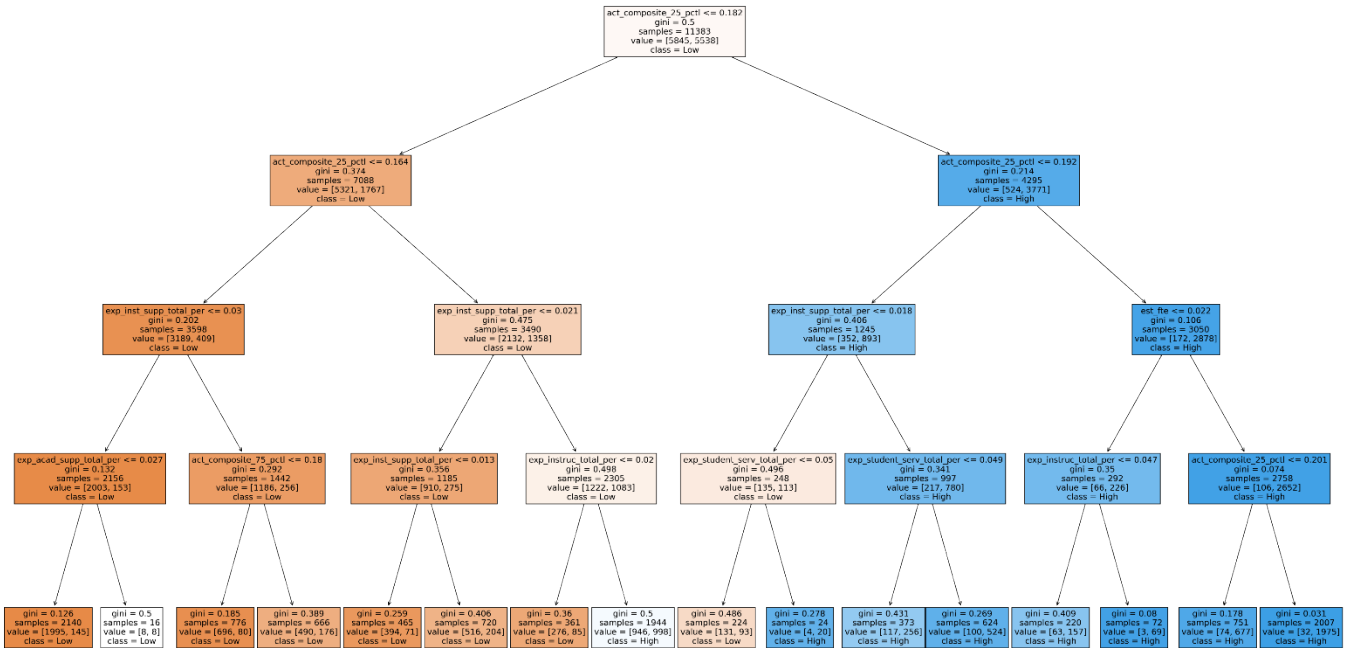 act_composite_25_pctl <= 0.182
gini = 0.5
samples = 11383
value = [5845, 5538]
class = Low
act_composite_25_pctl <= 0.164
gini = 0.374
samples = 7088
value = [5321, 1767]
class = Low
act_composite_25_pctl <= 0.192
gini = 0.214
samples = 4295
value = [524, 3771]
class = High
exp_inst_supp_total_per <= 0.03
gini = 0.202
samples = 3598
value = [3189, 409]
class = Low
exp_inst_supp_total_per <= 0.021
gini = 0.475
samples = 3490
value = [2132, 1358]
class = Low
exp_inst_supp_total_per <= 0.018
gini = 0.406
samples = 1245
value = [352, 893]
class = High
est_fte <= 0.022
gini = 0.106
samples = 3050
value = [172, 2878]
class = High
exp_acad_supp_total_per <= 0.027
gini = 0.132
samples = 2156
value = [2003, 153]
class = Low
act_composite_75_pctl <= 0.18
gini = 0.292
samples = 1442
value = [1186, 256]
class = Low
exp_inst_supp_total_per <= 0.013
gini = 0.356
samples = 1185
value = [910, 275]
class = Low
exp_instruc_total_per <= 0.02
gini = 0.498
samples = 2305
value = [1222, 1083]
class = Low
exp_student_serv_total_per <= 0.05
gini = 0.496
samples = 248
value = [135, 113]
class = Low
exp_student_serv_total_per <= 0.049
gini = 0.341
samples = 997
value = [217, 780]
class = High
exp_instruc_total_per <= 0.047
gini = 0.35
samples = 292
value = [66, 226]
class = High
act_composite_25_pctl <= 0.201
gini = 0.074
samples = 2758
value = [106, 2652]
class = High
gini = 0.126
samples = 2140
value = [1995, 145]
class = Low
gini = 0.5
samples = 16
value = [8, 8]
class = Low
gini = 0.185
samples = 776
value = [696, 80]
class = Low
gini = 0.389
samples = 666
value = [490, 176]
class = Low
gini = 0.259
samples = 465
value = [394, 71]
class = Low
gini = 0.406
samples = 720
value = [516, 204]
class = Low
gini = 0.36
samples = 361
value = [276, 85]
class = Low
gini = 0.5
samples = 1944
value = [946, 998]
class = High
gini = 0.486
samples = 224
value = [131, 93]
class = Low
gini = 0.278
samples = 24
value = [4, 20]
class = High
gini = 0.431
samples = 373
value = [117, 256]
class = High
gini = 0.269
samples = 624
value = [100, 524]
class = High
gini = 0.409
samples = 220
value = [63, 157]
class = High
gini = 0.08
samples = 72
value = [3, 69]
class = High
gini = 0.178
samples = 751
value = [74, 677]
class = High
gini = 0.031
samples = 2007
value = [32, 1975]
class = High